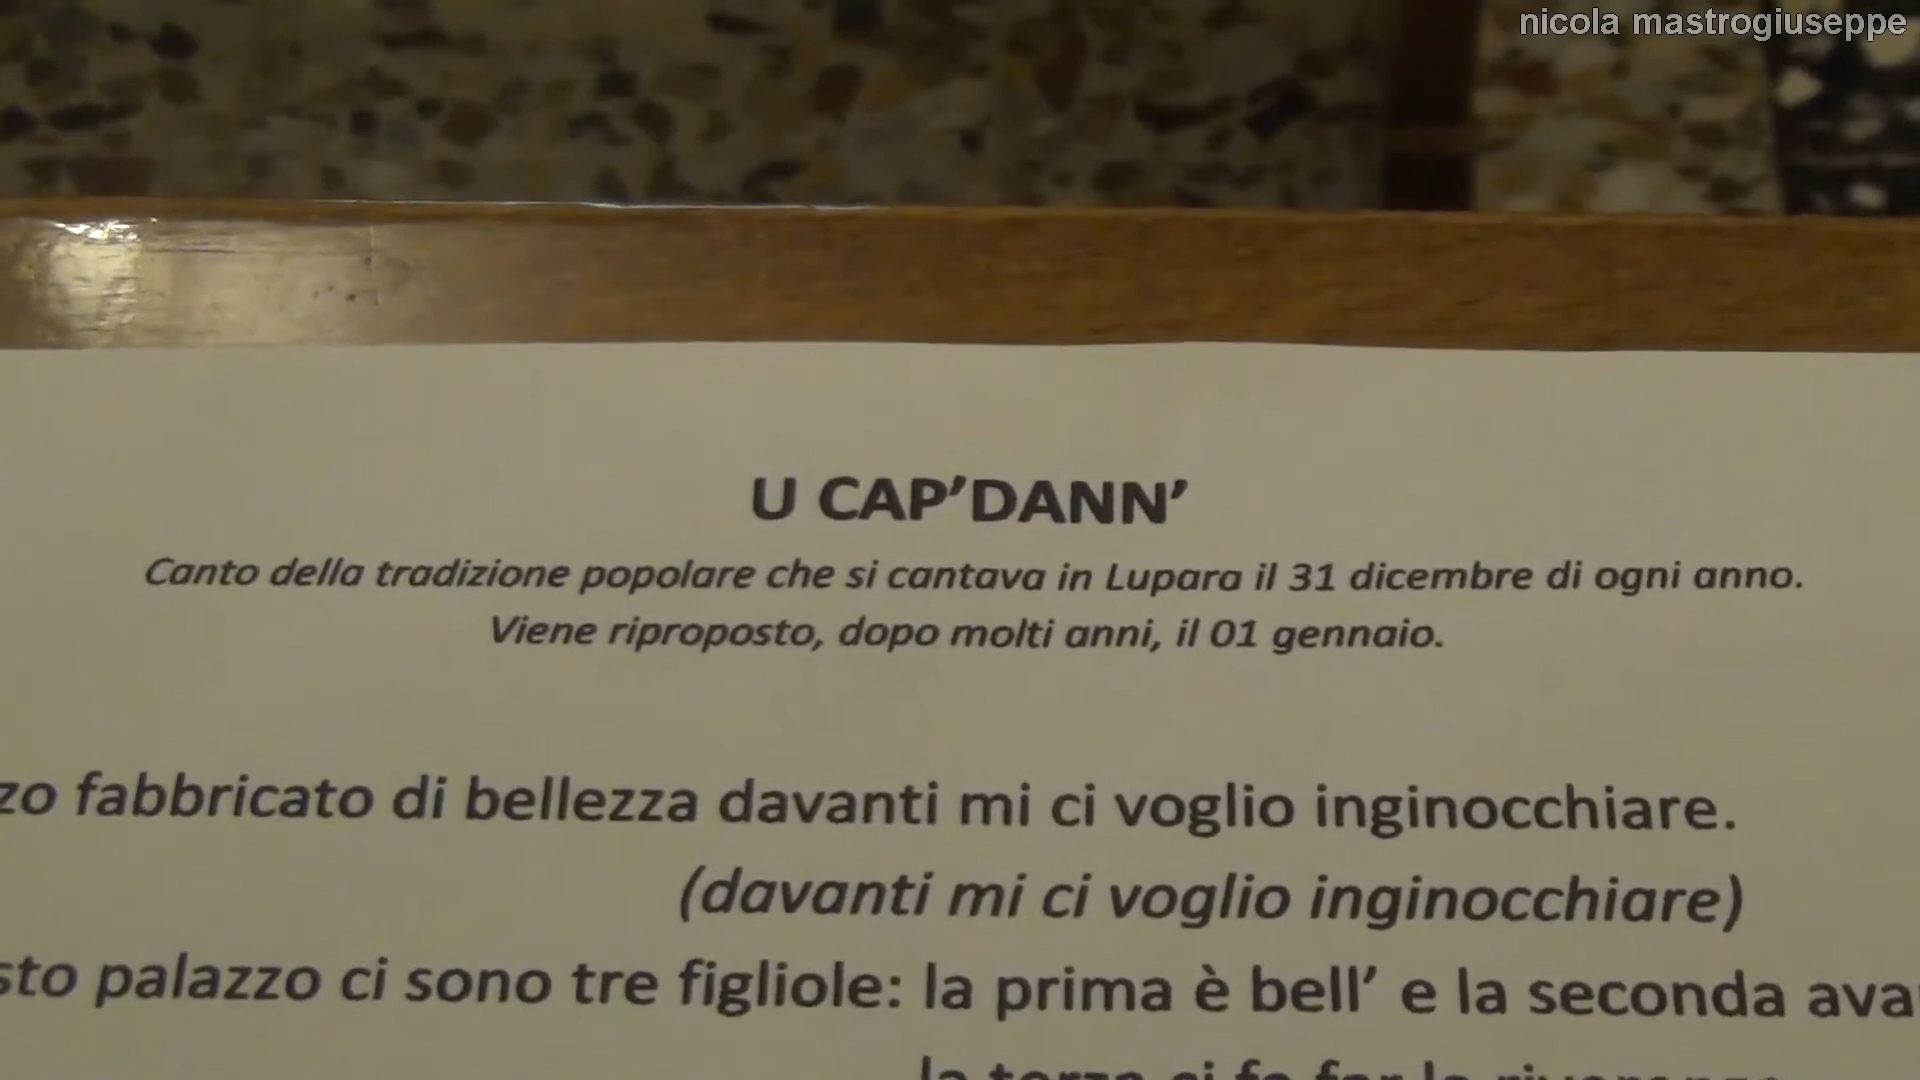 nicola mastrogiuseppe
U CAP'DANN'
Canto della tradizione popolare che si cantava in Lupara il 31 dicembre di ogni anno.
Viene riproposto, dopo molti anni, il 01 gennaio.
fabbricato di bellezza davanti mi ci voglio inginocchiare.
(davanti mi ci voglio inginocchiare)
palazzo ci sono tre figliole: la prima è bell' e la seconda